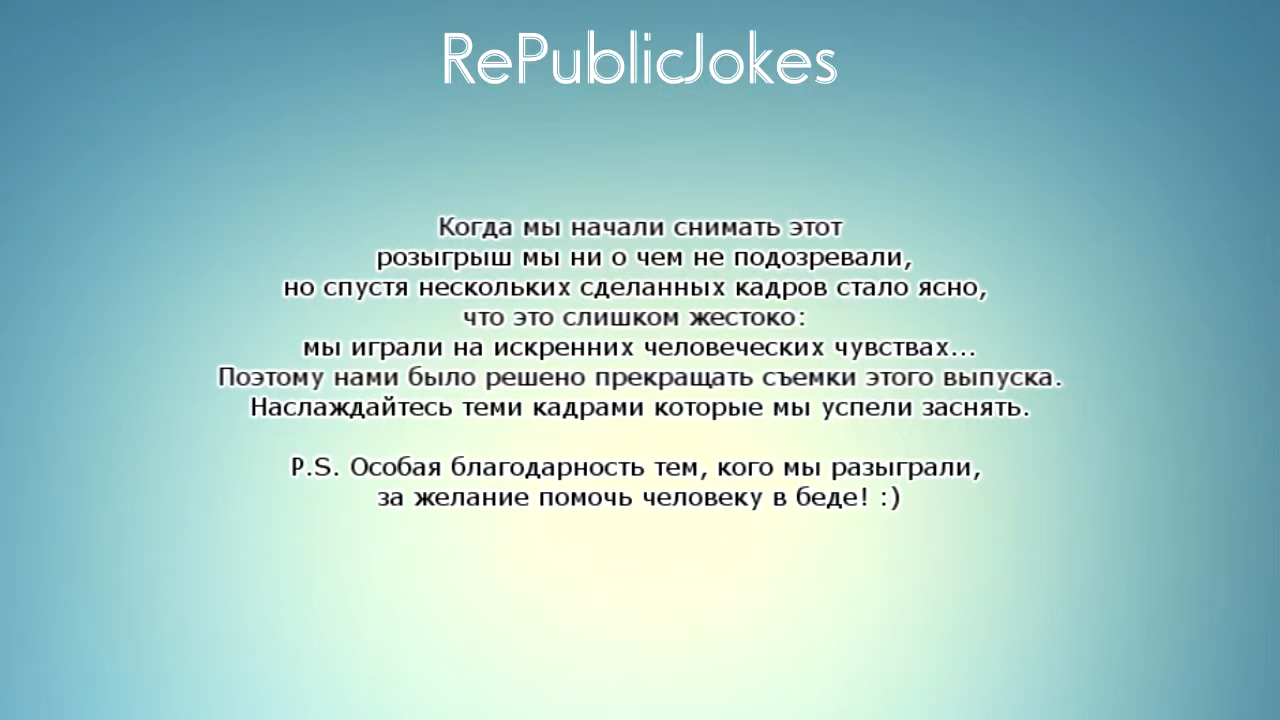 RePublicJokes
Когда мы начали снимать этот
розыгрыш мы ни о чем не подозревали,
но спустя нескольких сделанных кадров стало ясно,
что это слишком жестоко:
мы играли на искренних человеческих чувствах...
Поэтому нами было решено прекращать съемки этого выпуска.
Наслаждайтесь теми кадрами которые мы успели заснять.
P.S. Особая благодарность тем, кого мы разыграли,
за желание помочь человеку в беде! :)